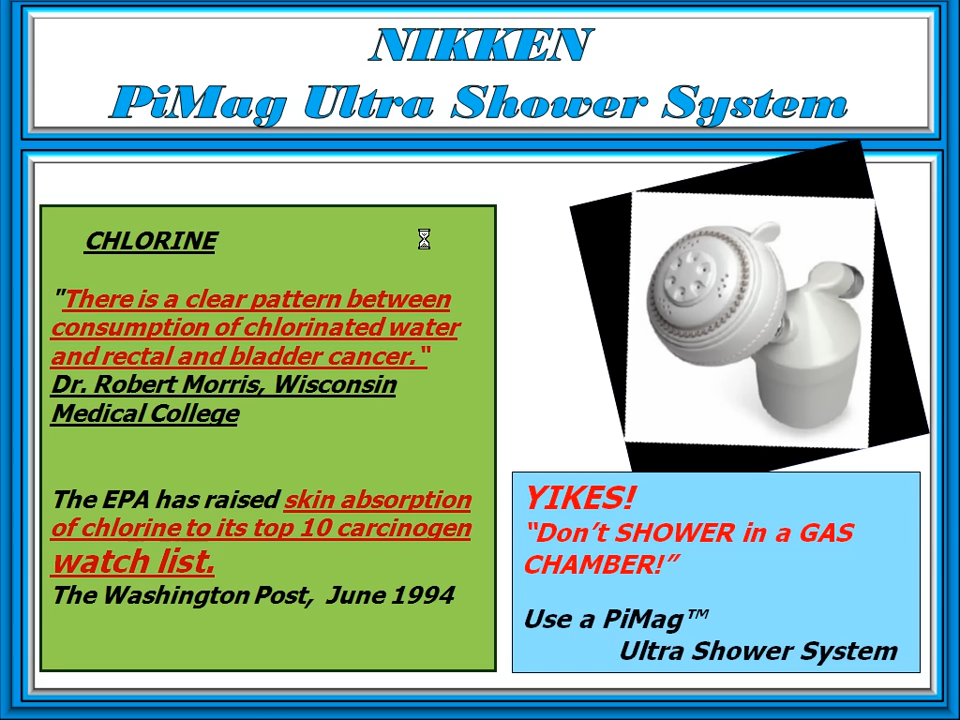 NIKKEN
PiMag Ultra Shower System
CHLORINE
"There is a clear pattern between
consumption of chlorinated water
and rectal and bladder cancer."
Dr. Robert Morris, Wisconsin
Medical College
The EPA has raised skin absorption
of chlorine to its top 10 carcinogen
watch list.
The Washington Post, June 1994
YIKES!
“Don’t SHOWER in a GAS
CHAMBER!”
Use a PiMag™
Ultra Shower System